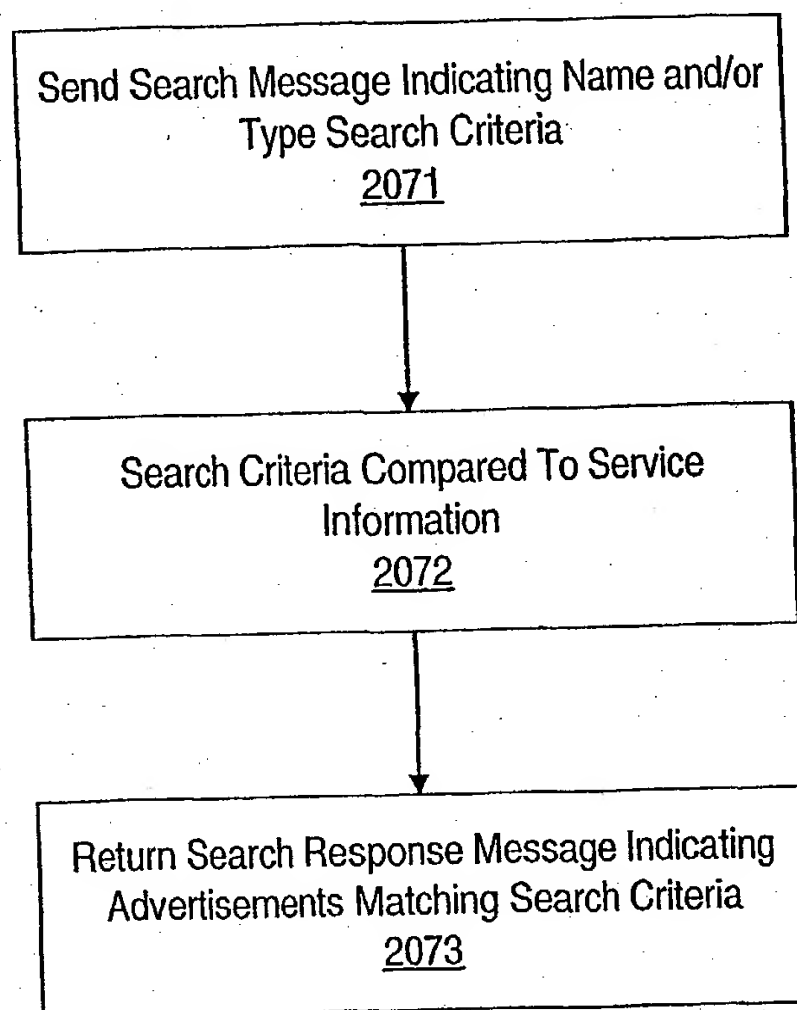 Send Search Message Indicating Name and/or
Type Search Criteria
2071
Search Criteria Compared To Service
Information
2072
Return Search Response Message Indicating
Advertisements Matching Search Criteria
2073